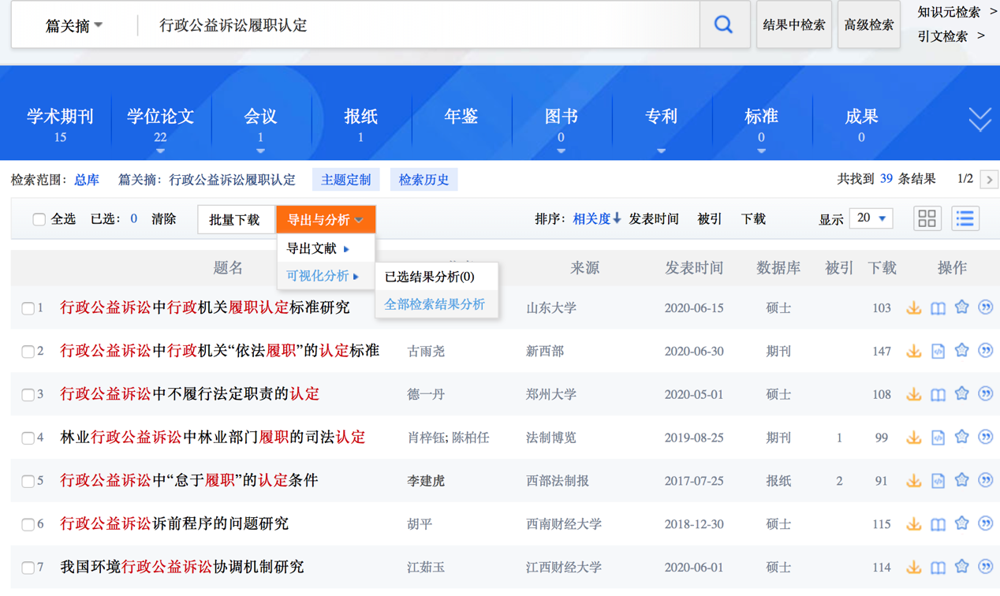 篇关摘 行政公益诉讼履职认定 结果中检索 高级检索 知识元检索 >
引文检索 >
学术期刊 学位论文 会议 报纸 年鉴 图书 专利 标准 成果
15 22 1 1 0 0 0
检索范围：总库 篇关摘：行政公益诉讼履职认定 主题定制 检索历史 共找到 39 条结果 1/2 >
全选 已选：0 清除 批量下载 导出与分析 排序：相关度↓ 发表时间 被引 下载 显示 20
导出文献
题名 来源 发表时间 数据库 被引 下载 操作
可视化分析 已选结果分析(0)
全部检索结果分析
1 行政公益诉讼中行政机关履职认定标准研究 山东大学 2020-06-15 硕士 103
2 行政公益诉讼中行政机关“依法履职”的认定标准 古雨尧 新西部 2020-06-30 期刊 147
3 行政公益诉讼中不履行法定职责的认定 德一丹 郑州大学 2020-05-01 硕士 108
4 林业行政公益诉讼中林业部门履职的司法认定 肖梓钰; 陈柏任 法制博览 2019-08-25 期刊 1 99
5 行政公益诉讼中“怠于履职”的认定条件 李建虎 西部法制报 2017-07-25 报纸 2 91
6 行政公益诉讼诉前程序的问题研究 胡平 西南财经大学 2018-12-30 硕士 115
7 我国环境行政公益诉讼协调机制研究 江茹玉 江西财经大学 2020-06-01 硕士 114